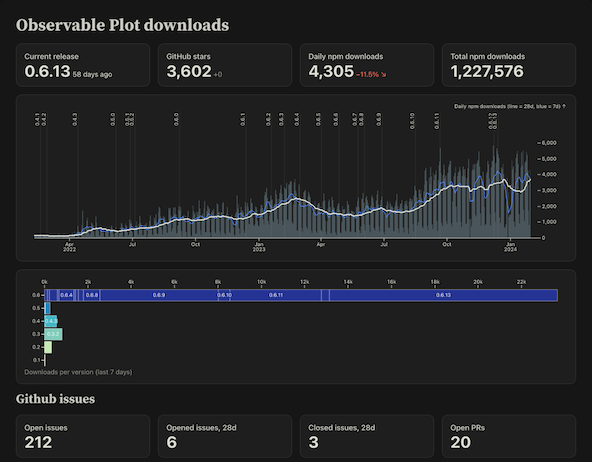 Observable Plot downloads
Current release
0.6.13 58 days ago
GitHub stars
3,602 +0
Daily npm downloads
4,305 −11.5% ↘
Total npm downloads
1,227,576
Daily npm downloads (line = 28d, blue = 7d) ↑
0.4.1 0.4.2 0.4.3 0.5.0 0.5.2 0.6.0 0.6.1 0.6.2 0.6.3 0.6.4 0.6.5 0.6.6 0.6.7 0.6.8 0.6.9 0.6.10 0.6.11 0.6.13
6,000
5,000
4,000
3,000
2,000
1,000
0
Apr Jul Oct Jan Apr Jul Oct Jan
2022 2023 2024
0k 2k 4k 6k 8k 10k 12k 14k 16k 18k 20k 22k
0.6 0.6.4 0.6.8 0.6.9 0.6.10 0.6.11 0.6.13
0.5
0.4 0.4.3
0.3 0.3.2
0.2
0.1
Downloads per version (last 7 days)
Github issues
Open issues
212
Opened issues, 28d
6
Closed issues, 28d
3
Open PRs
20